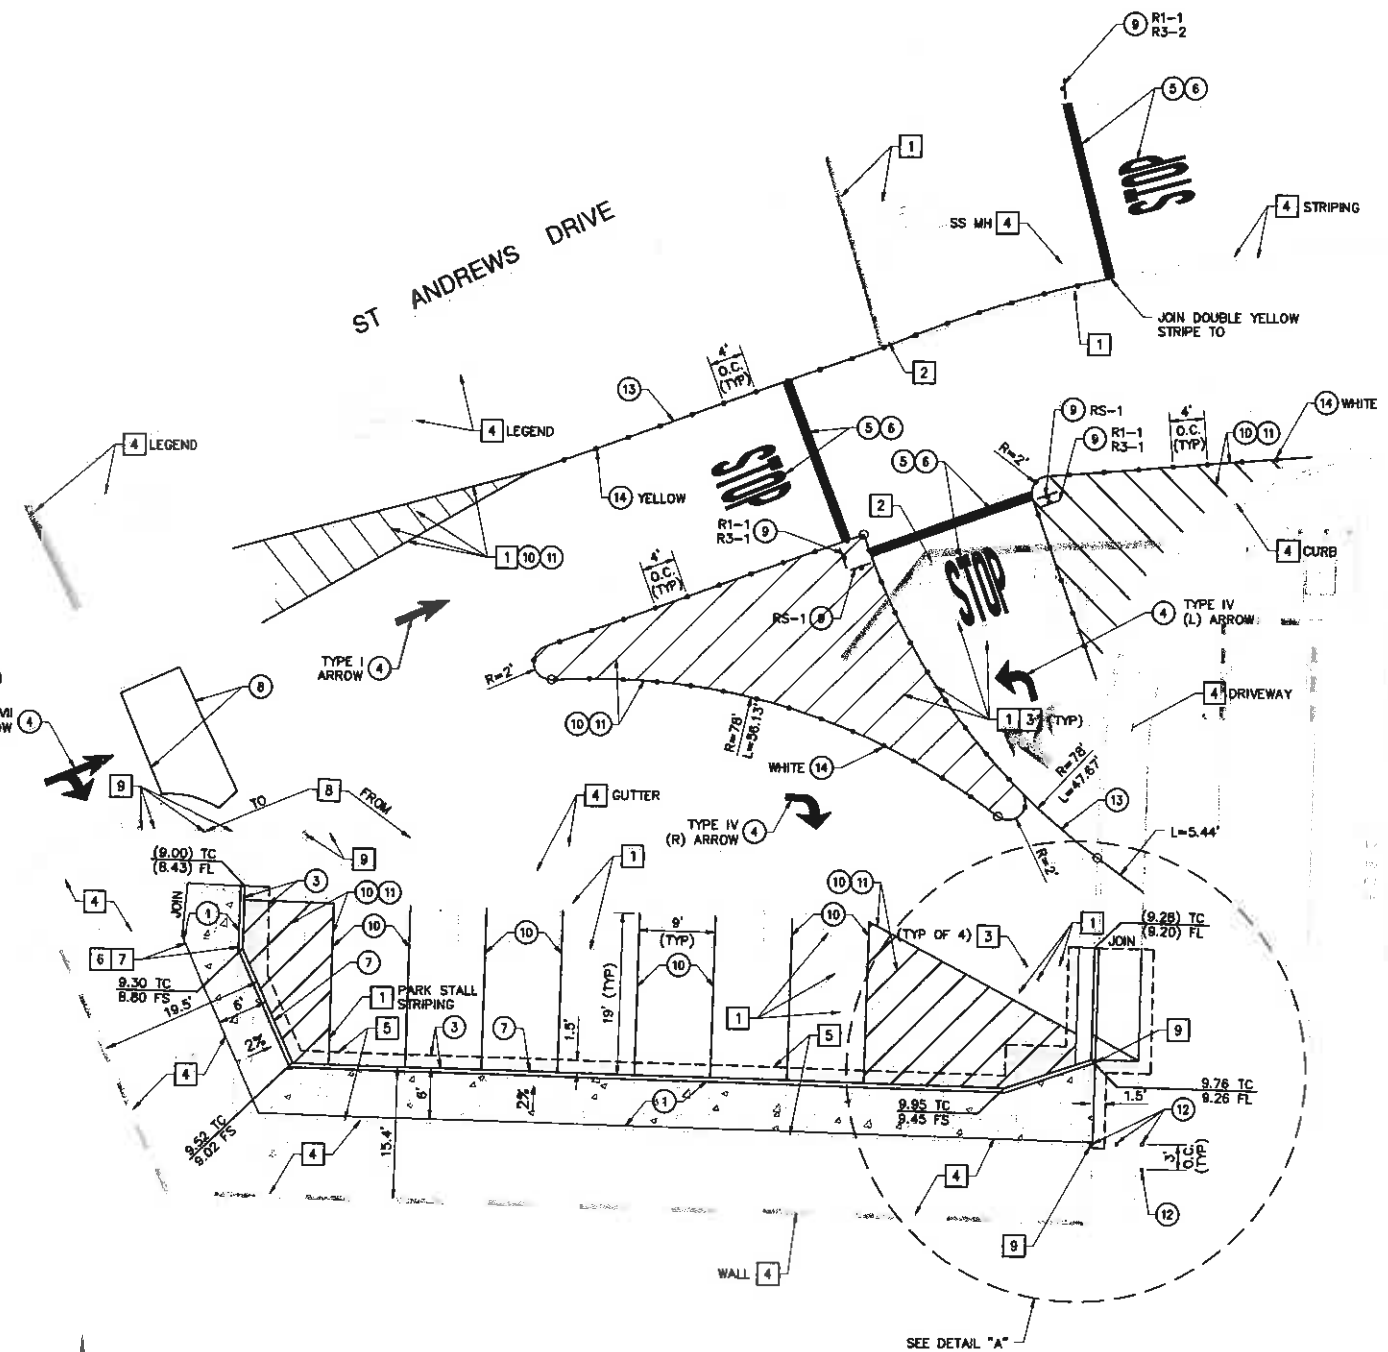 9 R1-1
R3-2
5 6
STOP
1
SS MH 4
4 STRIPING
ST ANDREWS DRIVE
JOIN DOUBLE YELLOW
STRIPE TO
1
2
4'
O.C.
(TYP)
13
4 LEGEND
4 LEGEND
5 6
STOP
14 YELLOW
9 RS-1
9 R1-1
R3-1
R=2'
4'
O.C.
(TYP)
10 11
14 WHITE
5 6
2
R1-1
R3-1 9
1 10 11
4'
O.C.
(TYP)
STOP
4 CURB
RS-1
TYPE IV
4 (L) ARROW
TYPE I
ARROW 4
R=2'
8
4
4 DRIVEWAY
10 11
R=78'
L=56.13'
1 3 (TYP)
WHITE 14
R=78'
L=47.67'
13
9
TO
8
FROM
4 GUTTER
TYPE IV
(R) ARROW 4
L=5.44'
R=2'
(9.00) TC
(8.43) FL
9
1
4
JOIN
3
10 11
10 11
1
10
10
9'
(TYP)
10
10
(TYP OF 4) 3
1
(9.28) TC
(9.20) FL
JOIN
6 7
9.30 TC
8.80 FS
7
19.5'
6'
2%
1 PARK STALL
STRIPING
5
3
7
1.5'
19' (TYP)
1
5
9
4
9.52 TC
9.02 FS
6'
2%
1
9.95 TC
9.45 FS
9.76 TC
9.26 FL
1.5'
12
15.4'
4
4
3'
O.C.
(TYP)
12
9
WALL 4
SEE DETAIL "A"